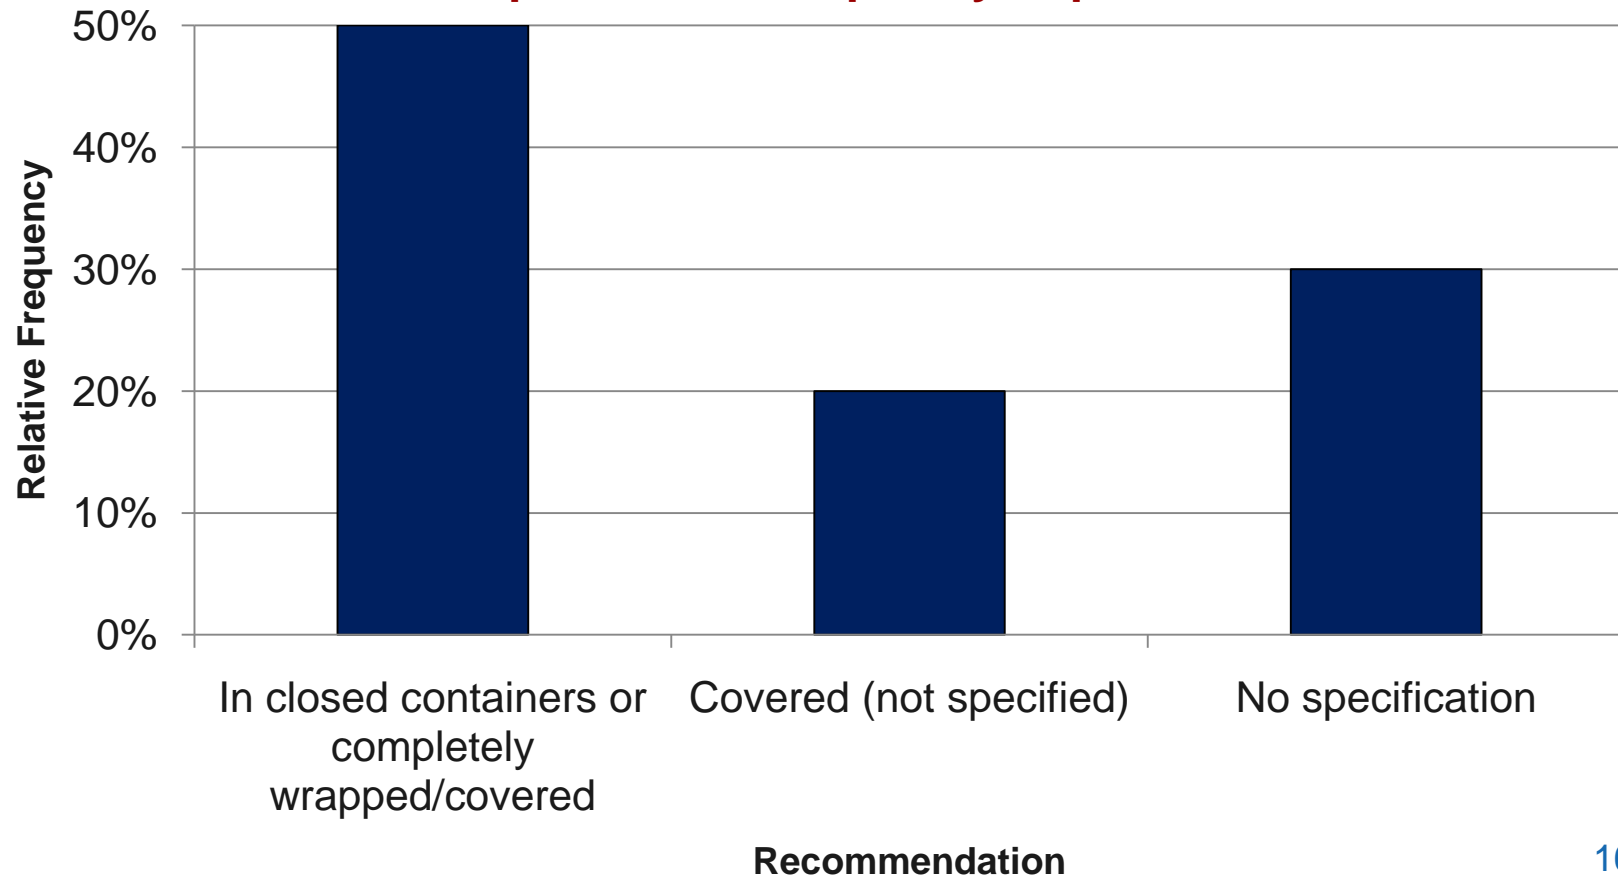 50%
40%
30%
20%
10%
0%
Relative Frequency
In closed containers or
completely
wrapped/covered
Covered (not specified)
No specification
Recommendation